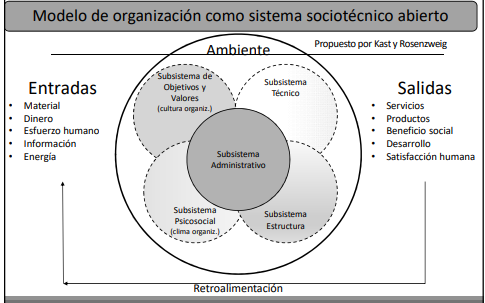 Modelo de organización como sistema sociotécnico abierto
Ambiente
Propuesto por Kast y Rosenzweig
Entradas
• Material
• Dinero
• Esfuerzo humano
• Información
• Energía
Subsistema de
Objetivos y
Valores
(cultura organiz.)
Subsistema
Técnico
Subsistema
Administrativo
Subsistema
Psicosocial
(clima organiz.)
Subsistema
Estructura
Salidas
• Servicios
• Productos
• Beneficio social
• Desarrollo
• Satisfacción humana
Retroalimentación